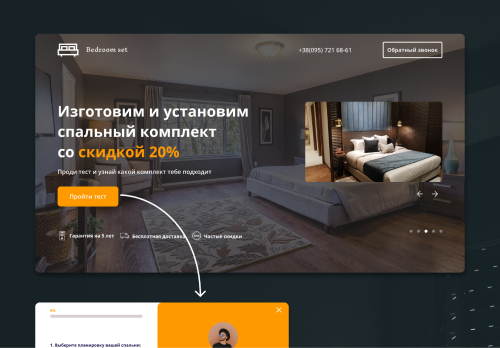 Bedroom set
+38(095) 721 68-61
Обратный звонок
Изготовим и установим
спальный комплект
со скидкой 20%
Проди тест и узнай какой комплект тебе подходит
Пройти тест
Гарантия на 5 лет
Бесплатная доставка
Частые скидки
1. Выберите планировку вашей спальни: